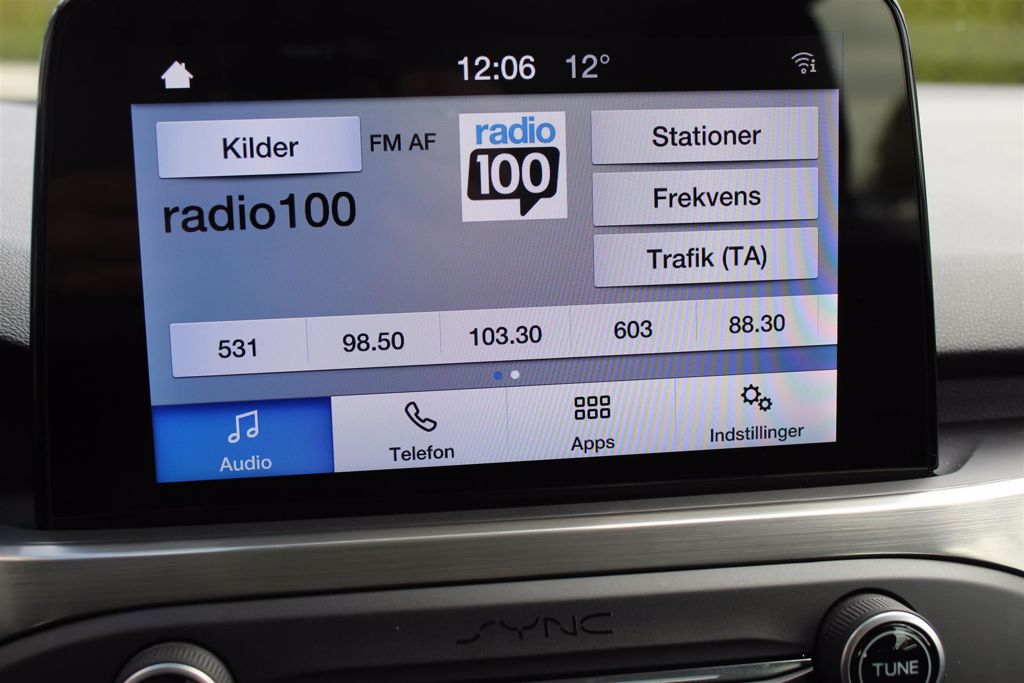 12:06 12°
Kilder FM AF radio 100 Stationer
radio100 Frekvens
Trafik (TA)
531 98.50 103.30 603 88.30
Audio Telefon Apps Indstillinger
SYNC
TUNE